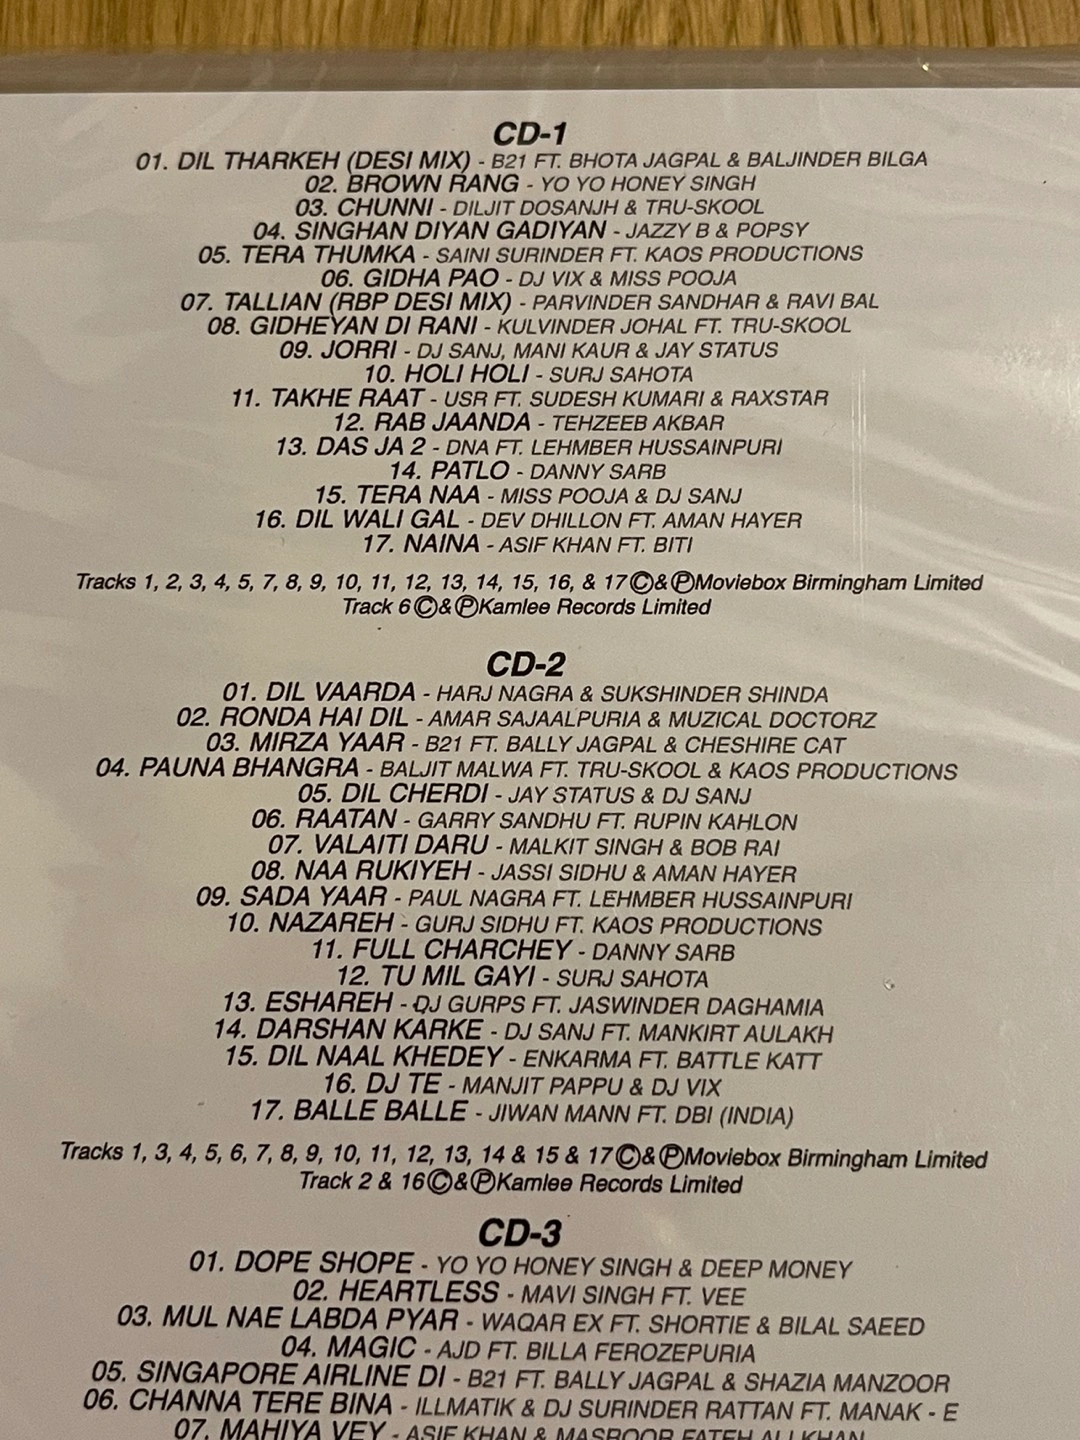 CD-1
01. DIL THARKEH (DESI MIX) - B21 FT. BHOTA JAGPAL & BALJINDER BILGA
02. BROWN RANG - YO YO HONEY SINGH
03. CHUNNI - DILJIT DOSANJH & TRU-SKOOL
04. SINGHAN DIYAN GADIYAN - JAZZY B & POPSY
05. TERA THUMKA - SAINI SURINDER FT. KAOS PRODUCTIONS
06. GIDHA PAO - DJ VIX & MISS POOJA
07. TALLIAN (RBP DESI MIX) - PARVINDER SANDHAR & RAVI BAL
08. GIDHEYAN DI RANI - KULVINDER JOHAL FT. TRU-SKOOL
09. JORRI - DJ SANJ, MANI KAUR & JAY STATUS
10. HOLI HOLI - SURJ SAHOTA
11. TAKHE RAAT - USR FT. SUDESH KUMARI & RAXSTAR
12. RAB JAANDA - TEHZEEB AKBAR
13. DAS JA 2 - DNA FT. LEHMBER HUSSAINPURI
14. PATLO - DANNY SARB
15. TERA NAA - MISS POOJA & DJ SANJ
16. DIL WALI GAL - DEV DHILLON FT. AMAN HAYER
17. NAINA - ASIF KHAN FT. BITI
Tracks 1, 2, 3, 4, 5, 7, 8, 9, 10, 11, 12, 13, 14, 15, 16, & 17©&℗Moviebox Birmingham Limited
Track 6©&℗Kamlee Records Limited
CD-2
01. DIL VAARDA - HARJ NAGRA & SUKSHINDER SHINDA
02. RONDA HAI DIL - AMAR SAJAALPURIA & MUZICAL DOCTORZ
03. MIRZA YAAR - B21 FT. BALLY JAGPAL & CHESHIRE CAT
04. PAUNA BHANGRA - BALJIT MALWA FT. TRU-SKOOL & KAOS PRODUCTIONS
05. DIL CHERDI - JAY STATUS & DJ SANJ
06. RAATAN - GARRY SANDHU FT. RUPIN KAHLON
07. VALAITI DARU - MALKIT SINGH & BOB RAI
08. NAA RUKIYEH - JASSI SIDHU & AMAN HAYER
09. SADA YAAR - PAUL NAGRA FT. LEHMBER HUSSAINPURI
10. NAZAREH - GURJ SIDHU FT. KAOS PRODUCTIONS
11. FULL CHARCHEY - DANNY SARB
12. TU MIL GAYI - SURJ SAHOTA
13. ESHAREH - DJ GURPS FT. JASWINDER DAGHAMIA
14. DARSHAN KARKE - DJ SANJ FT. MANKIRT AULAKH
15. DIL NAAL KHEDEY - ENKARMA FT. BATTLE KATT
16. DJ TE - MANJIT PAPPU & DJ VIX
17. BALLE BALLE - JIWAN MANN FT. DBI (INDIA)
Tracks 1, 3, 4, 5, 6, 7, 8, 9, 10, 11, 12, 13, 14 & 15 & 17©&℗Moviebox Birmingham Limited
Track 2 & 16©&℗Kamlee Records Limited
CD-3
01. DOPE SHOPE - YO YO HONEY SINGH & DEEP MONEY
02. HEARTLESS - MAVI SINGH FT. VEE
03. MUL NAE LABDA PYAR - WAQAR EX FT. SHORTIE & BILAL SAEED
04. MAGIC - AJD FT. BILLA FEROZEPURIA
05. SINGAPORE AIRLINE DI - B21 FT. BALLY JAGPAL & SHAZIA MANZOOR
06. CHANNA TERE BINA - ILLMATIK & DJ SURINDER RATTAN FT. MANAK - E
07. MAHIYA VEY - ASIF KHAN & MASROOR FATEH ALI KHAN